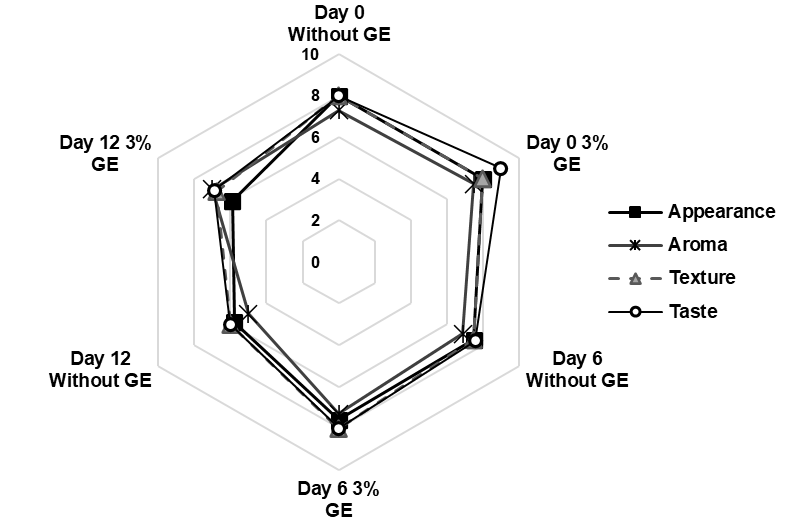 Day 0
Without GE
10
8
6
4
2
0
Day 0 3%
GE
Day 6
Without GE
Day 6 3%
GE
Day 12
Without GE
Day 12 3%
GE
Appearance
Aroma
Texture
Taste